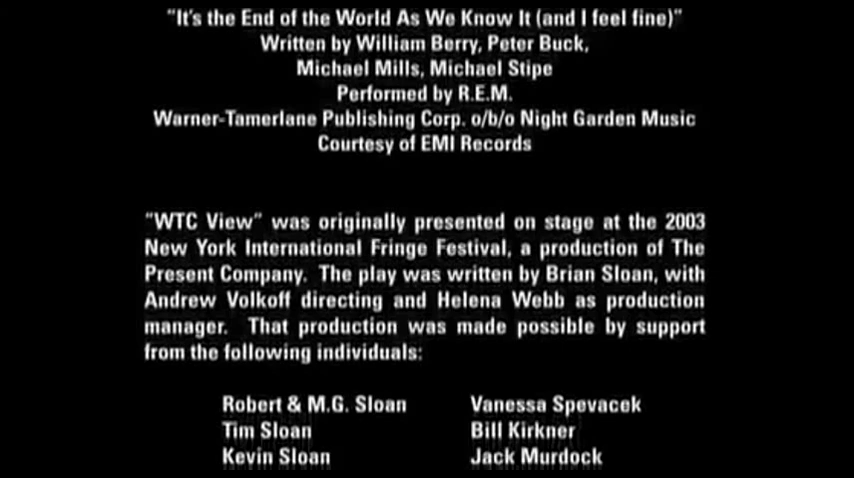 "It's the End of the World As We Know It (and I feel fine)"
Written by William Berry, Peter Buck,
Michael Mills, Michael Stipe
Performed by R.E.M.
Warner-Tamerlane Publishing Corp. o/b/o Night Garden Music
Courtesy of EMI Records
"WTC View" was originally presented on stage at the 2003
New York International Fringe Festival, a production of The
Present Company. The play was written by Brian Sloan, with
Andrew Volkoff directing and Helena Webb as production
manager. That production was made possible by support
from the following individuals:
Robert & M.G. Sloan Vanessa Spevacek
Tim Sloan Bill Kirkner
Kevin Sloan Jack Murdock